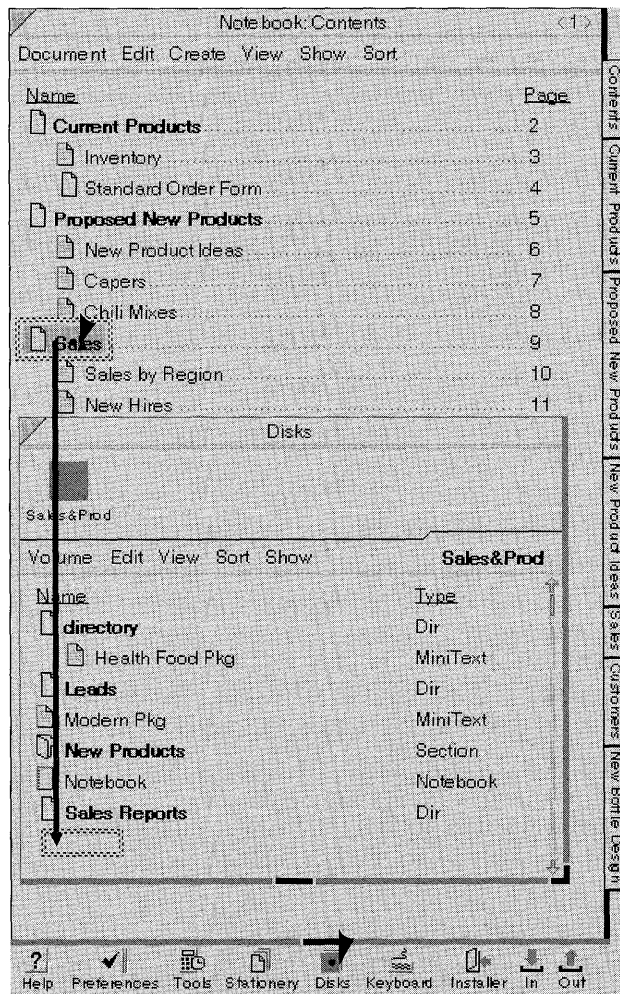 Notebook: Contents <1>
Document Edit Create View Show Sort
Name Page
Current Products 2
Inventory 3
Standard Order Form 4
Proposed New Products 5
New Product Ideas 6
Capers 7
Chili Mixes 8
Sales 9
Sales by Region 10
New Hires 11
Disks
Sales&Prod
Volume Edit View Sort Show Sales&Prod
Name Type
directory Dir
Health Food Pkg MiniText
Leads Dir
Modern Pkg MiniText
New Products Section
Notebook Notebook
Sales Reports Dir
Contents
Current Products
Proposed New Products
New Product Ideas
Sales
Customers
New Bottle Design
?
Help Preferences Tools Stationery Disks Keyboard Installer In Out